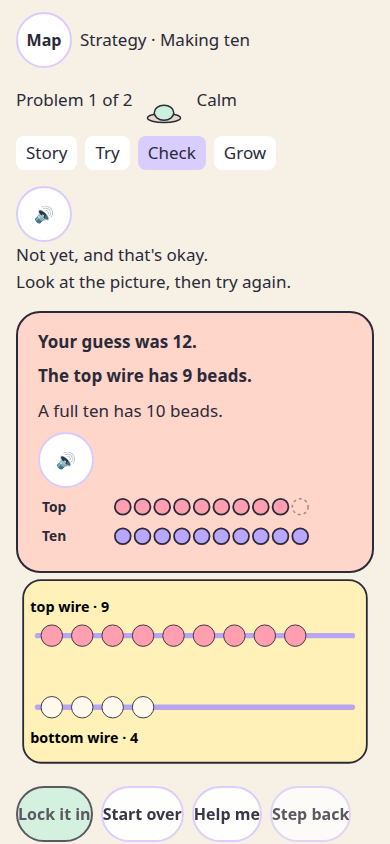 Map Strategy · Making ten
Problem 1 of 2 Calm
Story Try Check Grow
Not yet, and that's okay.
Look at the picture, then try again.
Your guess was 12.
The top wire has 9 beads.
A full ten has 10 beads.
Top
Ten
top wire · 9
bottom wire · 4
Lock it in Start over Help me Step back